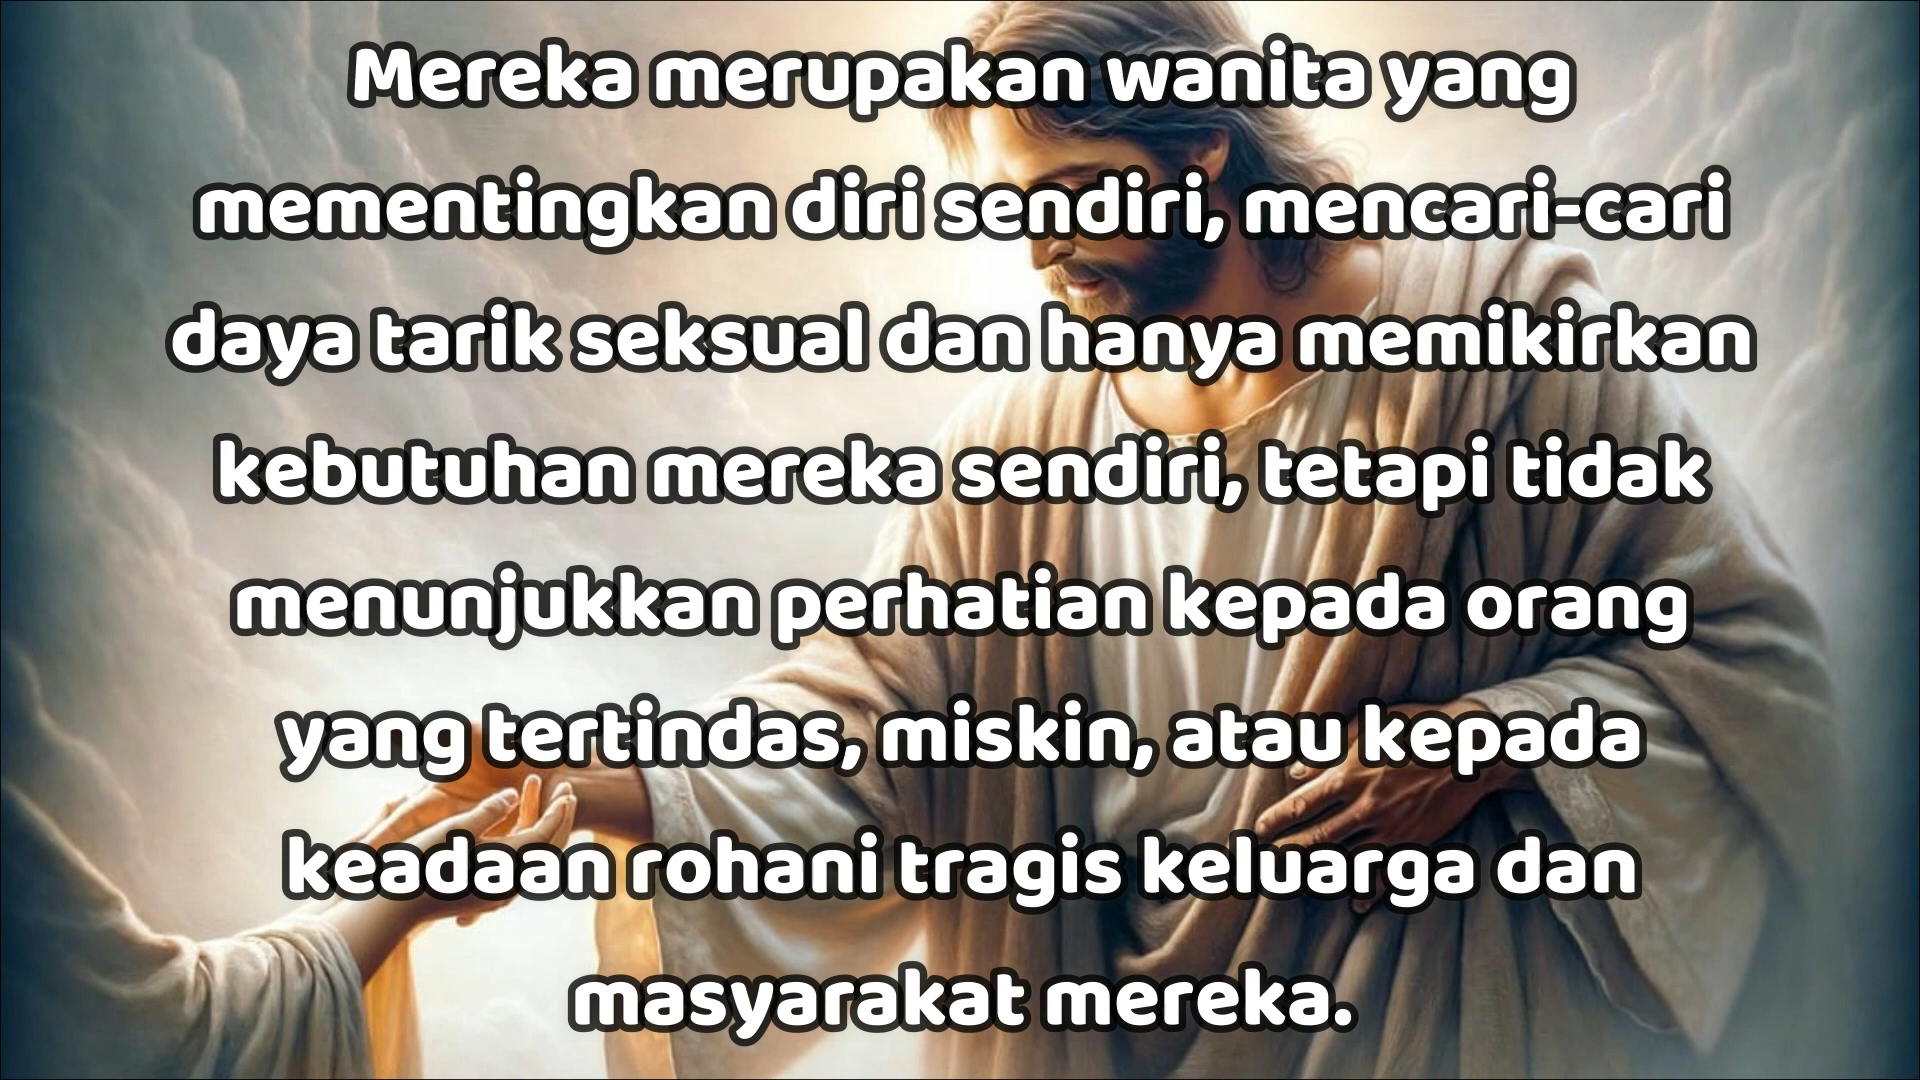 Mereka merupakan wanita yang
mementingkan diri sendiri, mencari-cari
daya tarik seksual dan hanya memikirkan
kebutuhan mereka sendiri, tetapi tidak
menunjukkan perhatian kepada orang
yang tertindas, miskin, atau kepada
keadaan rohani tragis keluarga dan
masyarakat mereka.